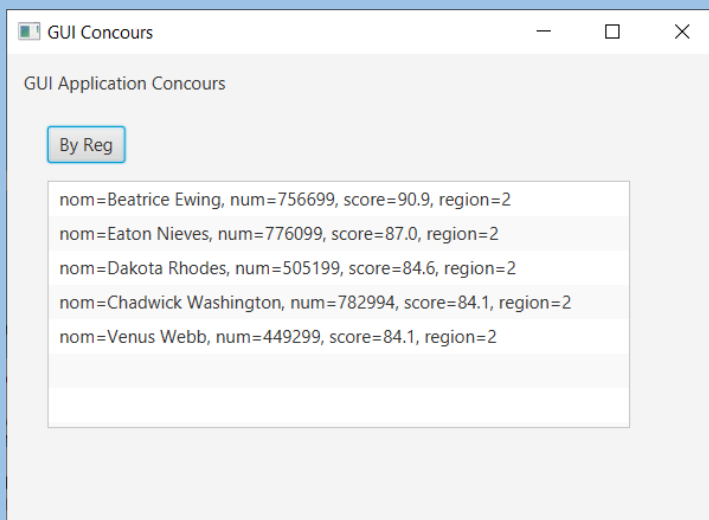 GUI Concours
GUI Application Concours
By Reg
nom=Beatrice Ewing, num=756699, score=90.9, region=2
nom=Eaton Nieves, num=776099, score=87.0, region=2
nom=Dakota Rhodes, num=505199, score=84.6, region=2
nom=Chadwick Washington, num=782994, score=84.1, region=2
nom=Venus Webb, num=449299, score=84.1, region=2